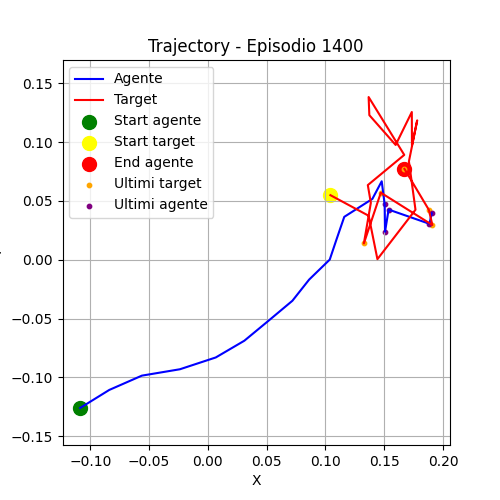 Trajectory - Episodio 1400
Agente
Target
Start agente
Start target
End agente
Ultimi target
Ultimi agente
0.15
0.10
0.05
0.00
−0.05
−0.10
−0.15
−0.10
−0.05
0.00
0.05
0.10
0.15
0.20
X